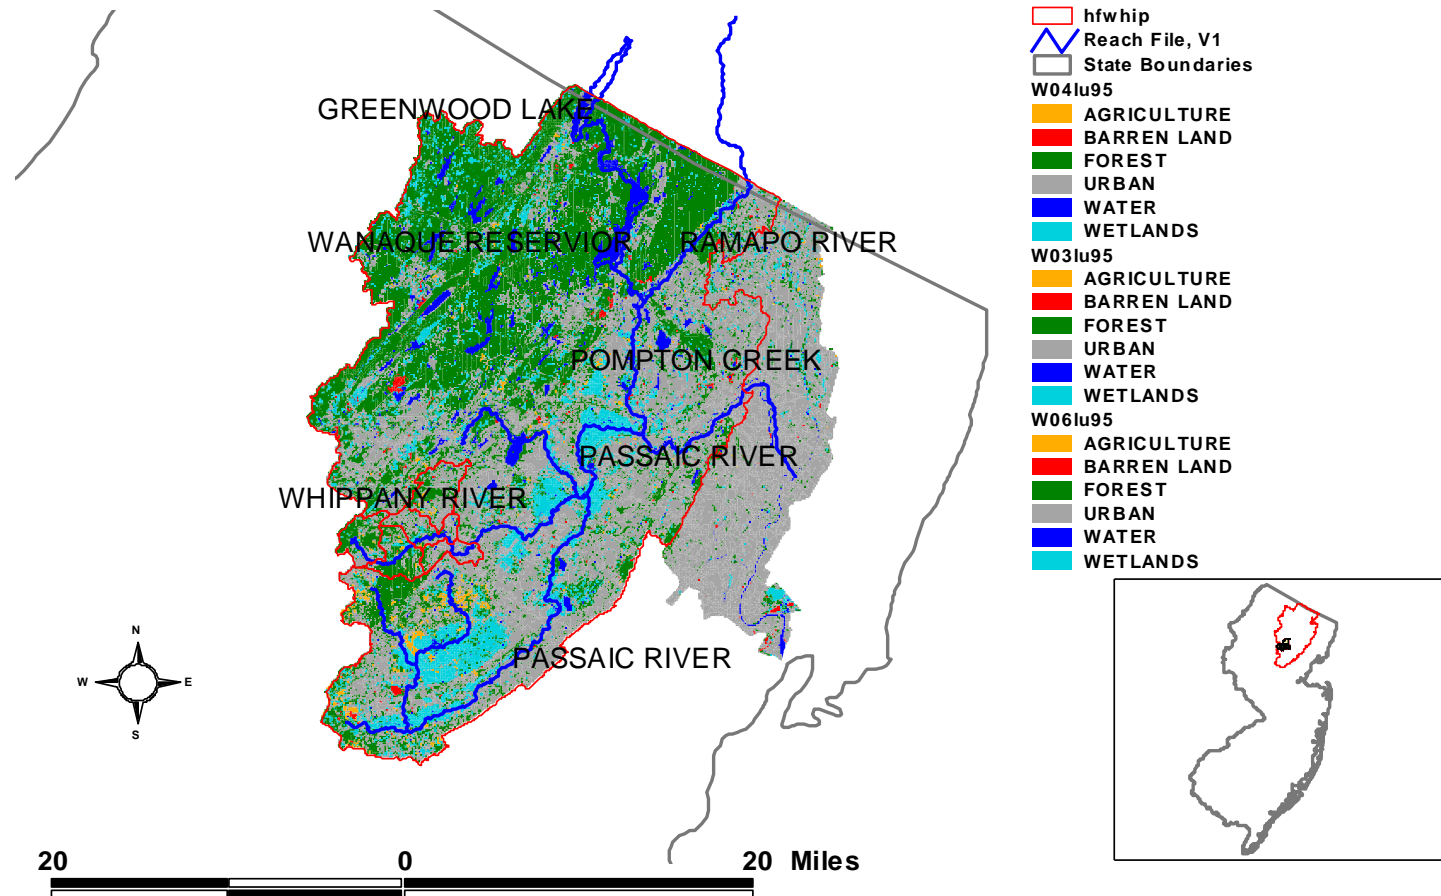 hfwhip
Reach File, V1
State Boundaries
W04lu95
AGRICULTURE
BARREN LAND
FOREST
URBAN
WATER
WETLANDS
W03lu95
AGRICULTURE
BARREN LAND
FOREST
URBAN
WATER
WETLANDS
W06lu95
AGRICULTURE
BARREN LAND
FOREST
URBAN
WATER
WETLANDS
GREENWOOD LAKE
WANAQUE RESERVIOR
RAMAPO RIVER
POMPTON CREEK
PASSAIC RIVER
WHIPPANY RIVER
PASSAIC RIVER
N
W E
S
20 0 20 Miles